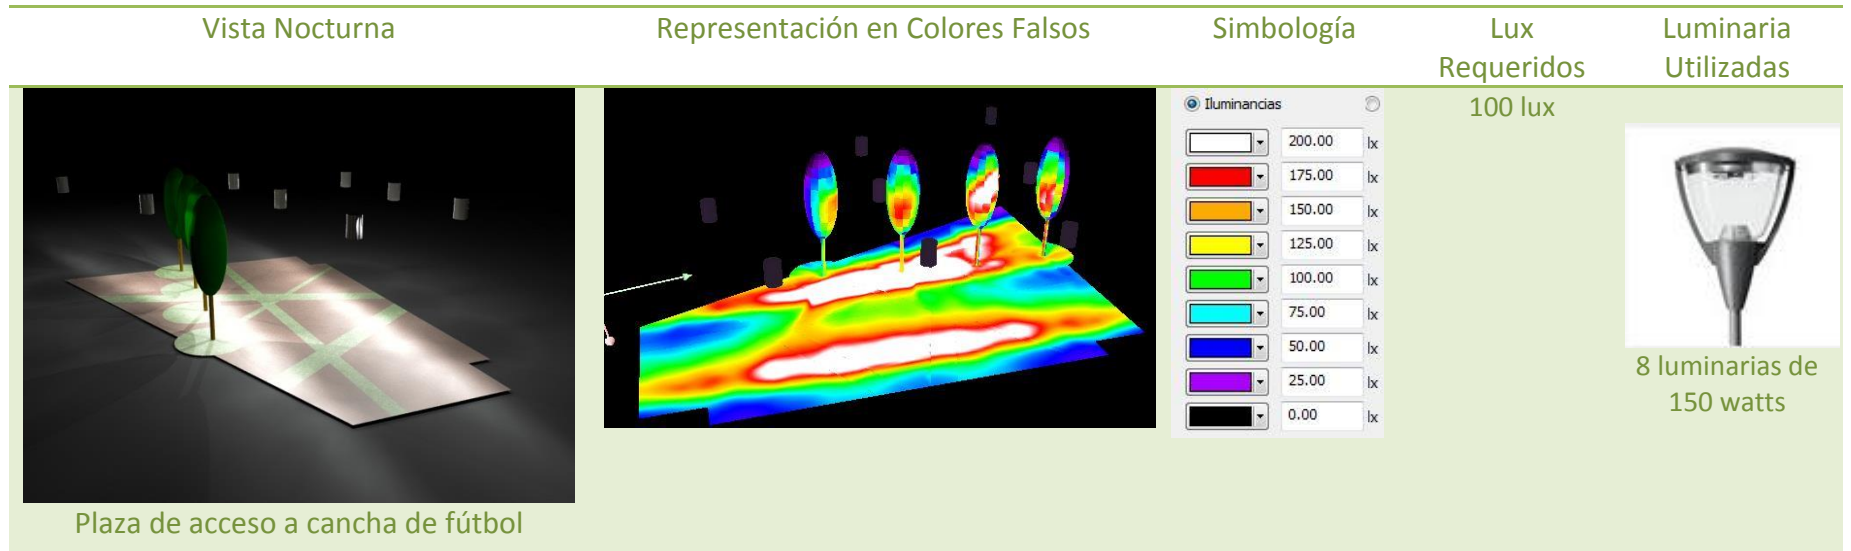 Vista Nocturna
Representación en Colores Falsos
Simbología
Lux
Requeridos
Luminaria
Utilizadas
Iluminancias
200.00 lx
175.00 lx
150.00 lx
125.00 lx
100.00 lx
75.00 lx
50.00 lx
25.00 lx
0.00 lx
100 lux
8 luminarias de
150 watts
Plaza de acceso a cancha de fútbol